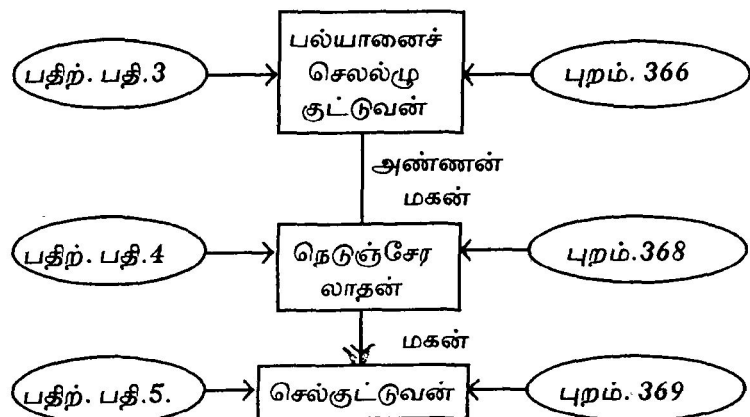 பதிற். பதி.3
பல்யானைச்
செலல்மு
குட்டுவன்
புறம். 366
அண்ணன்
மகன்
பதிற். பதி.4
நெடுஞ்சேர
லாதன்
புறம்.368
மகன்
பதிற். பதி.5.
செல்குட்டுவன்
புறம். 369